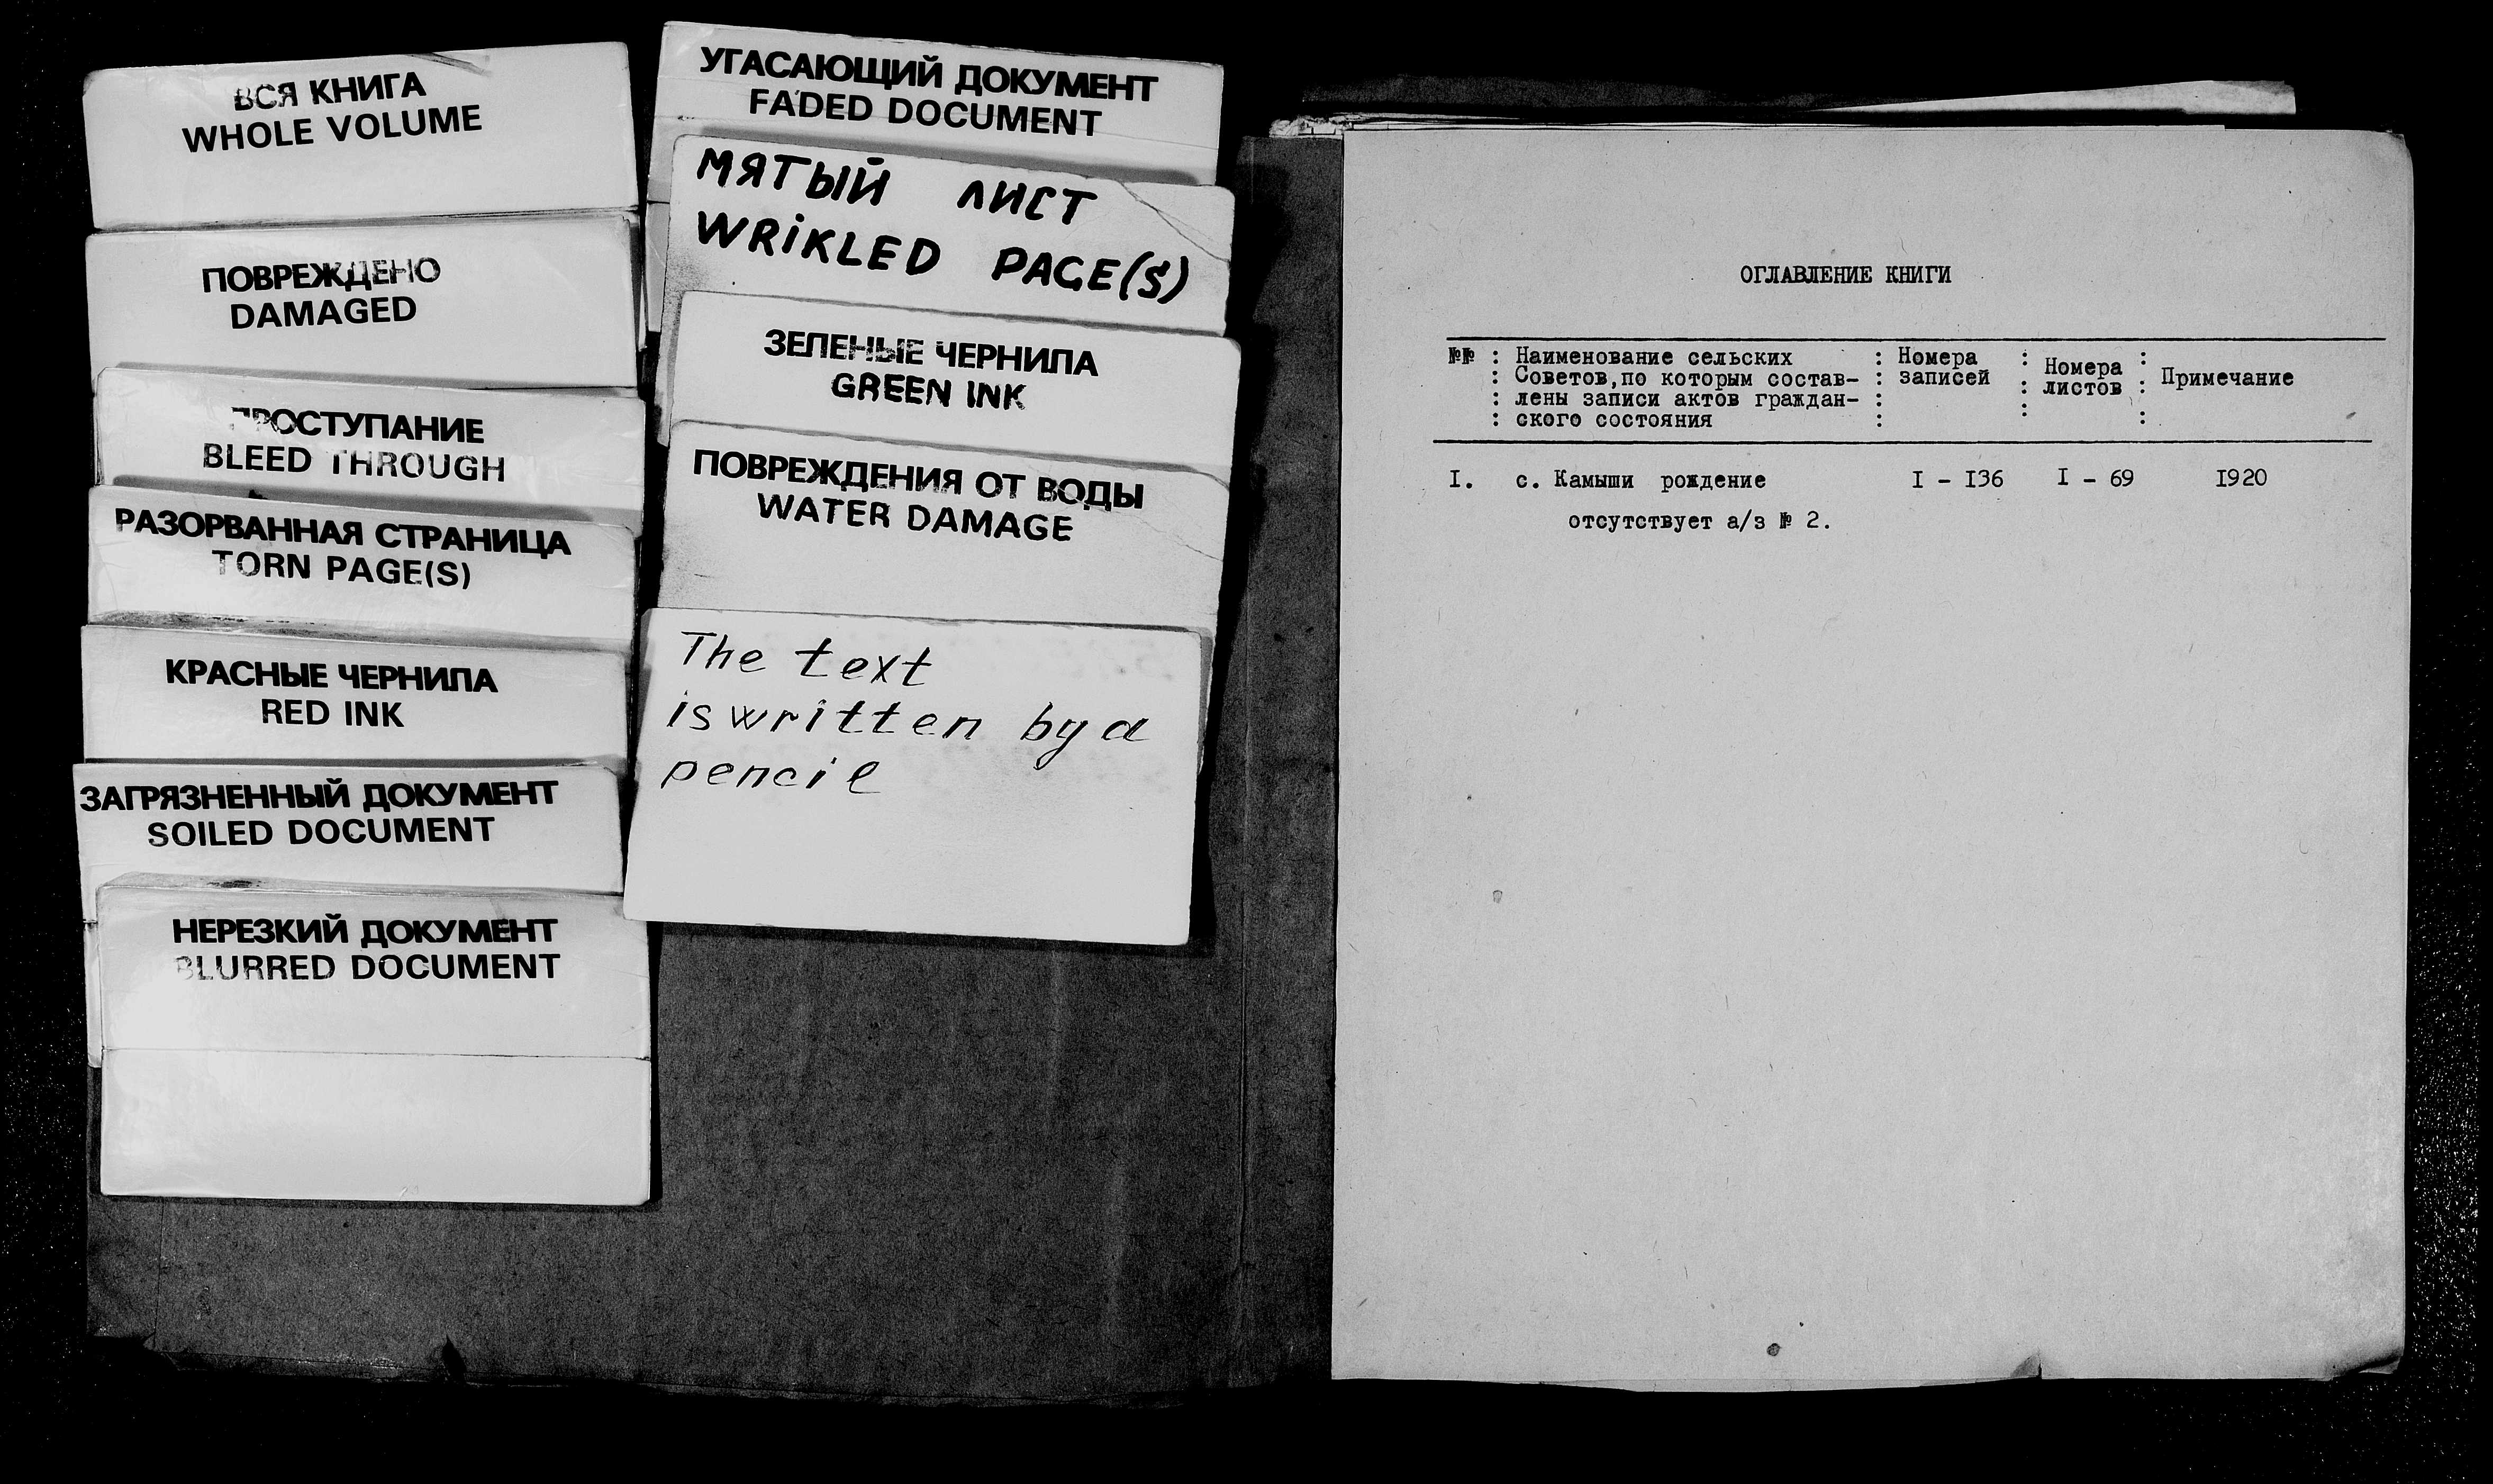 ВСЯ КНИГА
WHOLE VOLUME
ПОВРЕЖДЕНО
DAMAGED
ПРОСТУПАНИЕ
BLEED THROUGH
РАЗОРВАННАЯ СТРАНИЦА
TORN PAGE(S)
КРАСНЫЕ ЧЕРНИЛА
RED INK
ЗАГРЯЗНЕННЫЙ ДОКУМЕНТ
SOILED DOCUMENT
НЕРЕЗКИЙ ДОКУМЕНТ
BLURRED DOCUMENT
УГАСАЮЩИЙ ДОКУМЕНТ
FADED DOCUMENT
МЯТЫЙ ЛИСТ
WRiKLED PAGE(S)
ЗЕЛЕНЫЕ ЧЕРНИЛА
GREEN INK
ПОВРЕЖДЕНИЯ ОТ ВОДЫ
WATER DAMAGE
The text
is written by a
pencil
ОГЛАВЛЕНИЕ КНИГИ
№№ : Наименование сельских : Номера : Номера : Примечание
: Советов,по которым состав- : записей : листов :
: лены записи актов граждан- : :
: ского состояния : :
I. с. Камыши рождение I - I36 I - 69 I920
отсутствует а/з № 2.